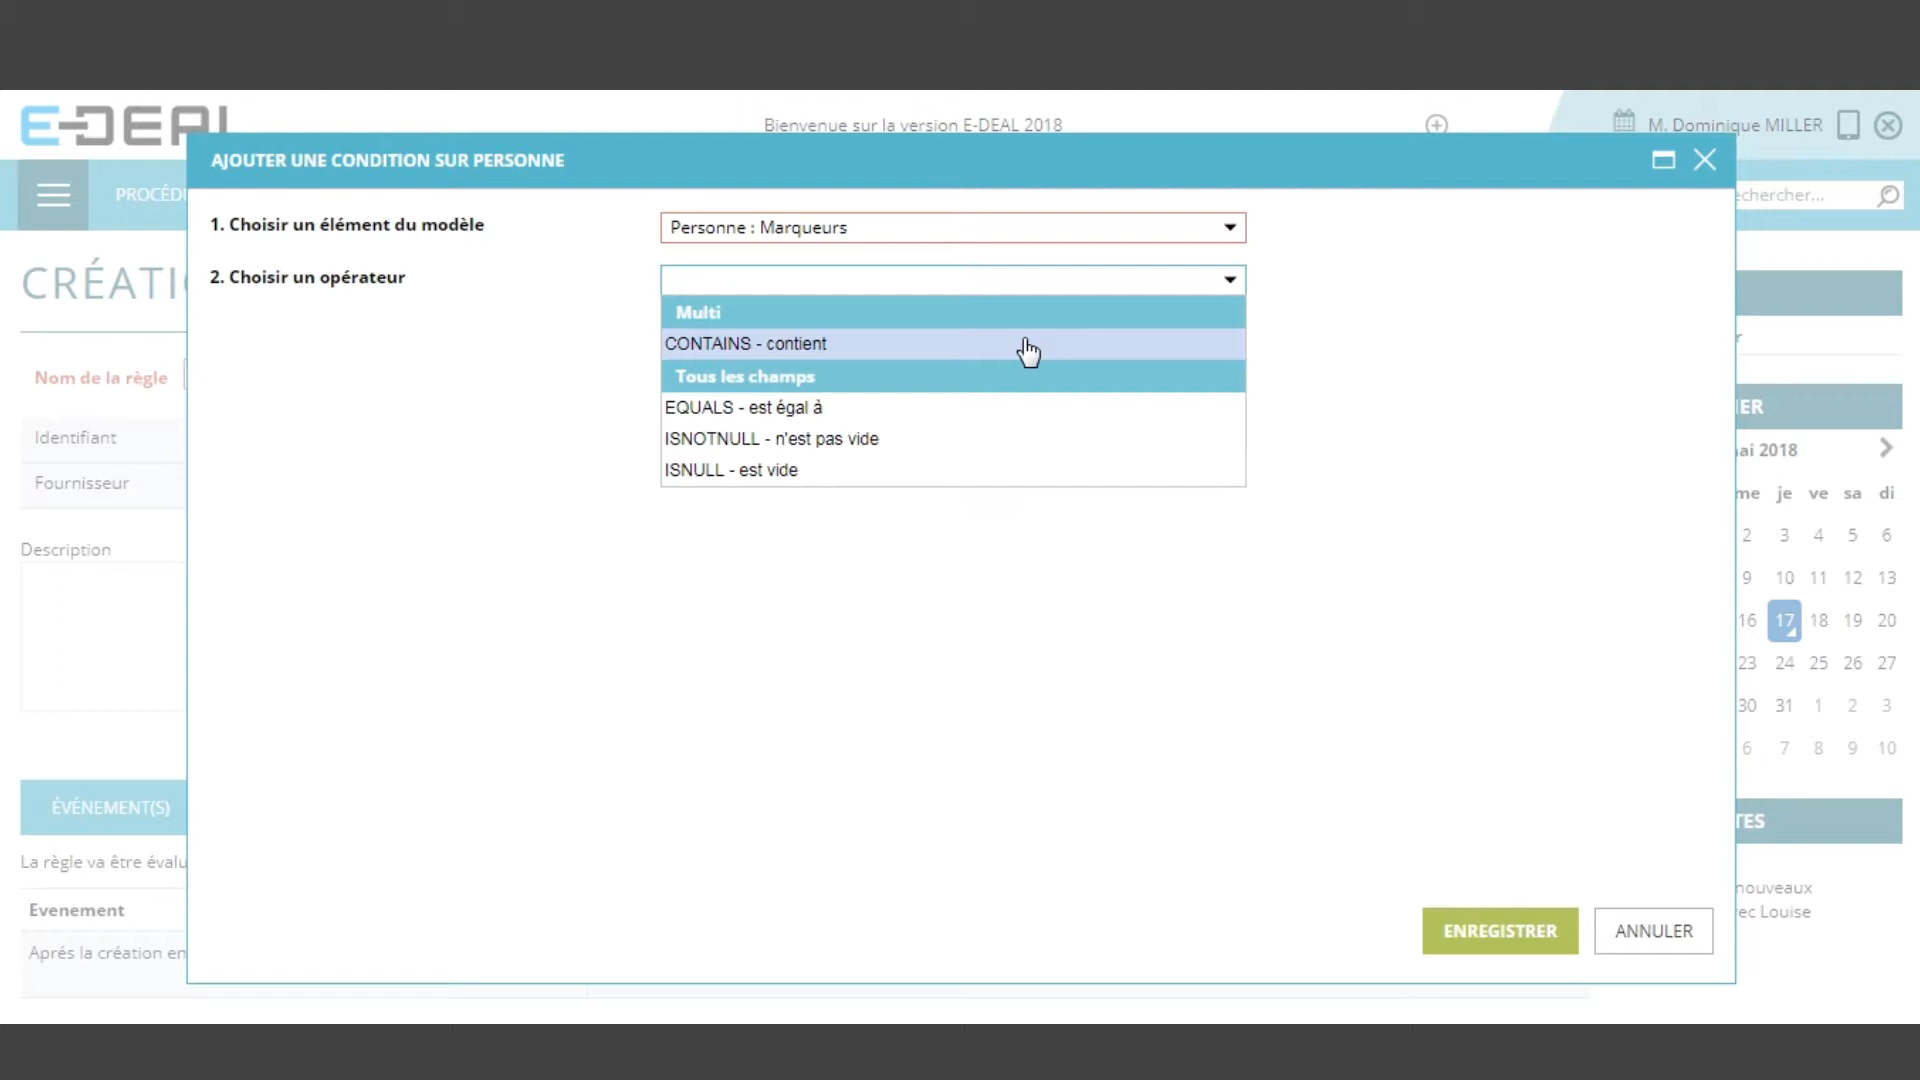 E-DEAL
Bienvenue sur la version E-DEAL 2018
M. Dominique MILLER
AJOUTER UNE CONDITION SUR PERSONNE
PROCÉD
echercher...
1. Choisir un élément du modèle
Personne : Marqueurs
2. Choisir un opérateur
Multi
CONTAINS - contient
Tous les champs
EQUALS - est égal à
ISNOTNULL - n'est pas vide
ISNULL - est vide
CRÉATI
Nom de la règle
Identifiant
Fournisseur
Description
IER
ai 2018
me je ve sa di
2 3 4 5 6
9 10 11 12 13
16 17 18 19 20
23 24 25 26 27
30 31 1 2 3
6 7 8 9 10
ÉVÉNEMENT(S)
La règle va être évalu
Evenement
Aprés la création en
TES
nouveaux
ec Louise
ENREGISTRER
ANNULER